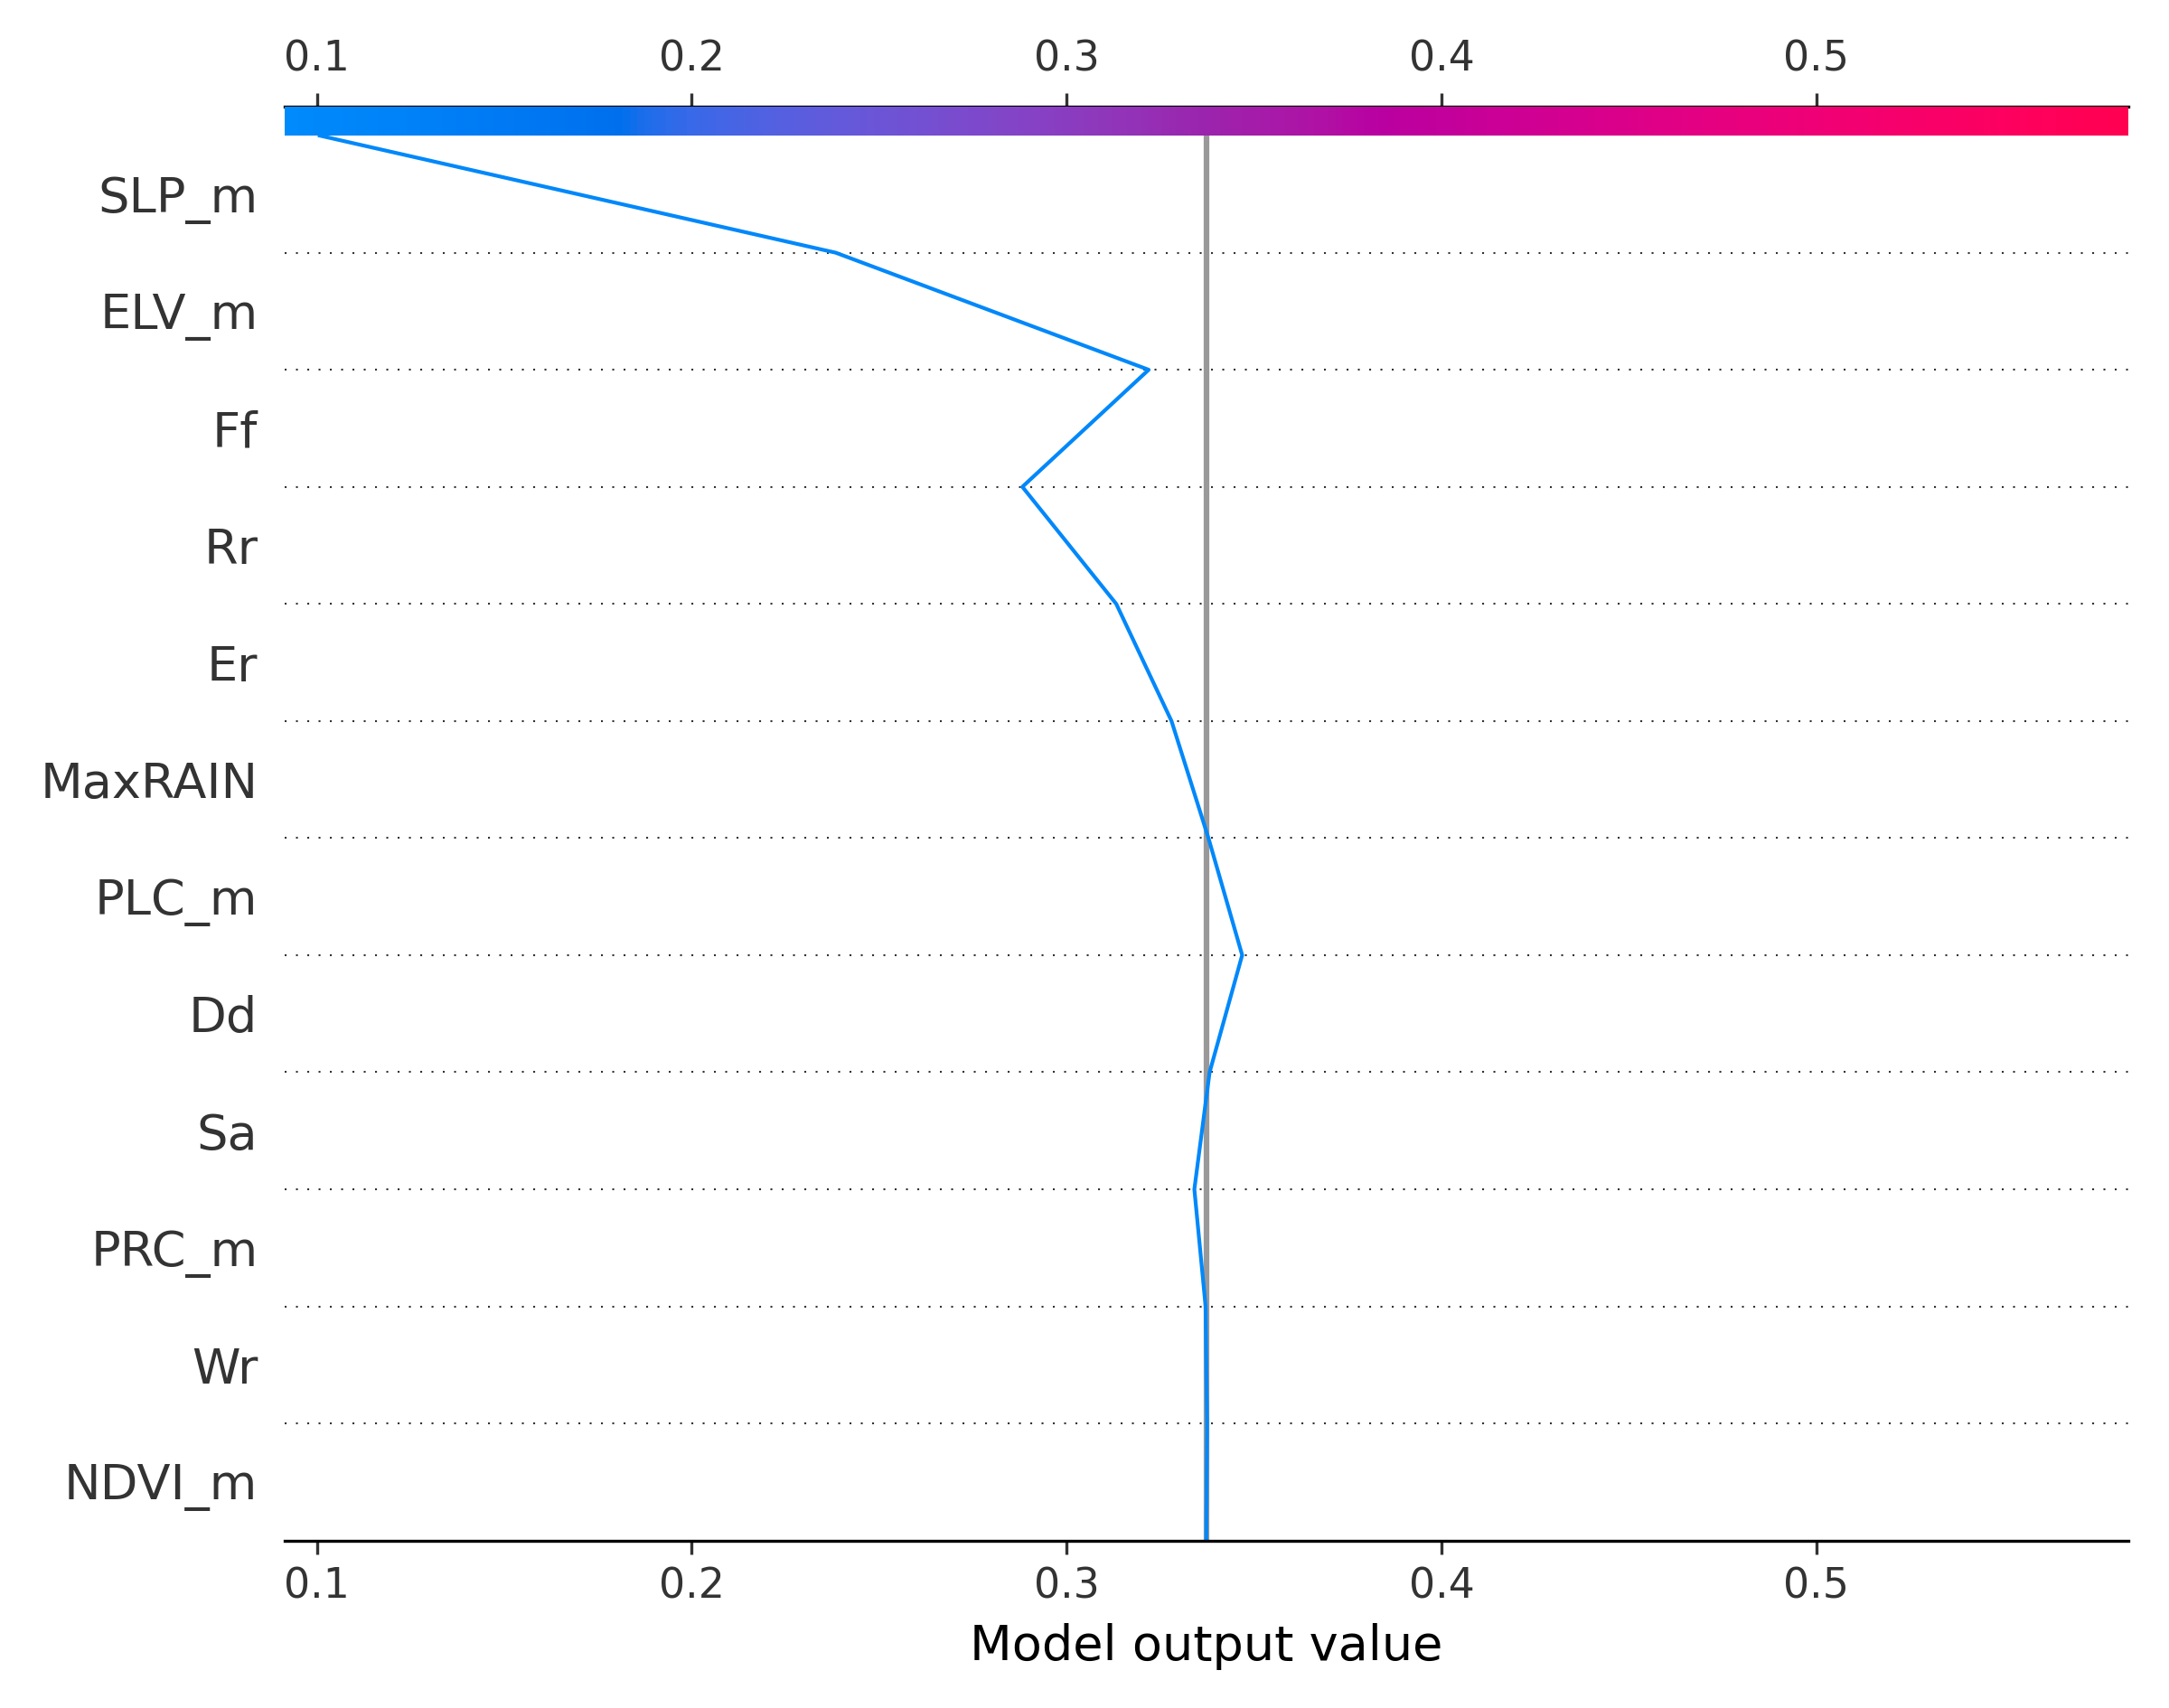 0.1 0.2 0.3 0.4 0.5
SLP_m
ELV_m
Ff
Rr
Er
MaxRAIN
PLC_m
Dd
Sa
PRC_m
Wr
NDVI_m
0.1 0.2 0.3 0.4 0.5
Model output value